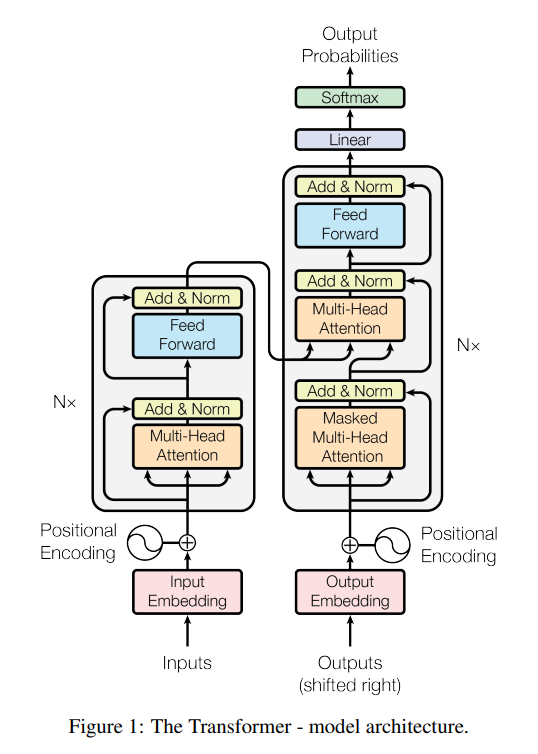 Output
Probabilities
Softmax
Linear
Add & Norm
Feed
Forward
Add & Norm
Multi-Head
Attention
Nx
Add & Norm
Masked
Multi-Head
Attention
Add & Norm
Feed
Forward
Nx
Add & Norm
Multi-Head
Attention
Positional
Encoding
Positional
Encoding
Input
Embedding
Output
Embedding
Inputs
Outputs
(shifted right)
Figure 1: The Transformer - model architecture.